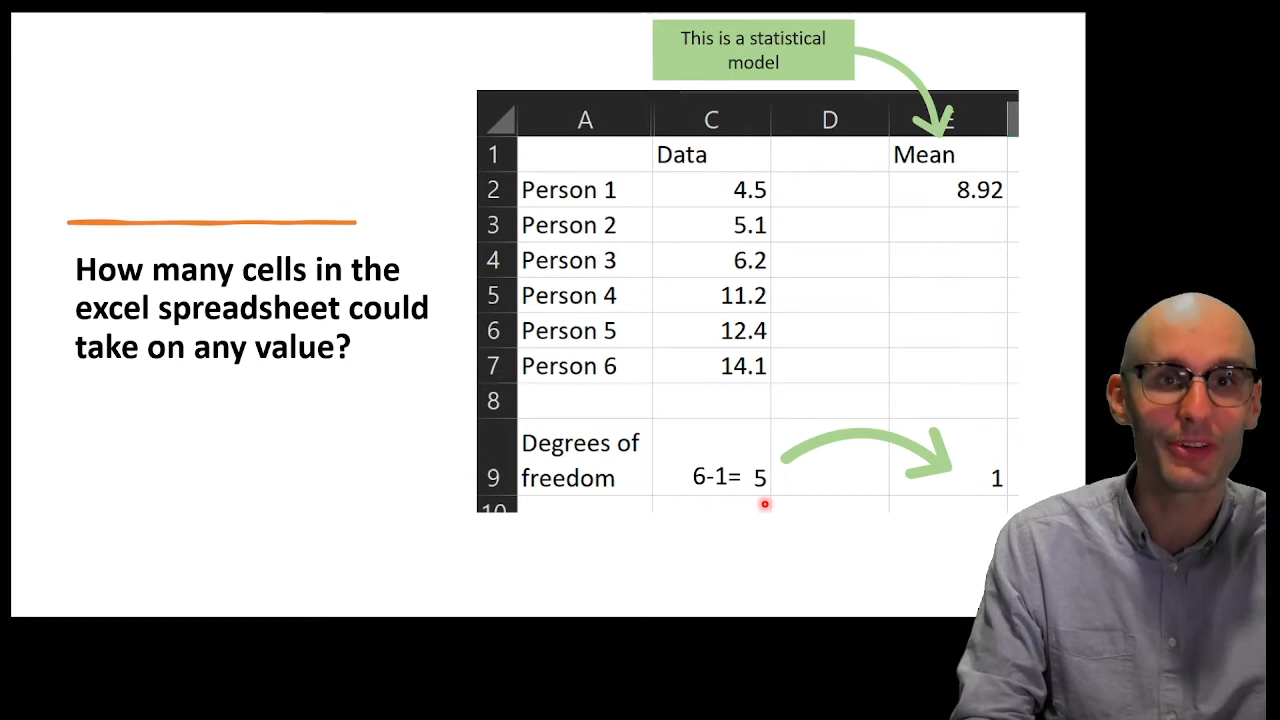 This is a statistical
model
How many cells in the
excel spreadsheet could
take on any value?
A C D E
1 Data Mean
2 Person 1 4.5 8.92
3 Person 2 5.1
4 Person 3 6.2
5 Person 4 11.2
6 Person 5 12.4
7 Person 6 14.1
8
Degrees of
9 freedom 6-1= 5 1
10